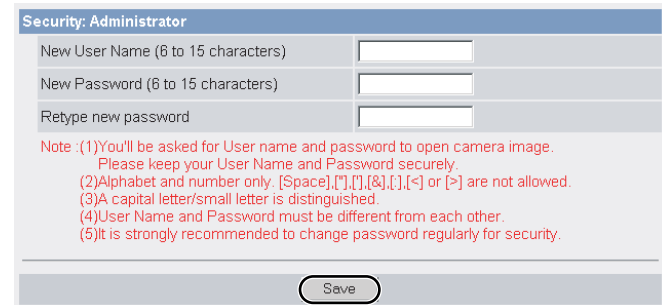 Security: Administrator
New User Name (6 to 15 characters)
New Password (6 to 15 characters)
Retype new password
Note :(1)You'll be asked for User name and password to open camera image.
Please keep your User Name and Password securely.
(2)Alphabet and number only. [Space],["],['],[&],[:],[<] or [>] are not allowed.
(3)A capital letter/small letter is distinguished.
(4)User Name and Password must be different from each other.
(5)It is strongly recommended to change password regularly for security.
Save